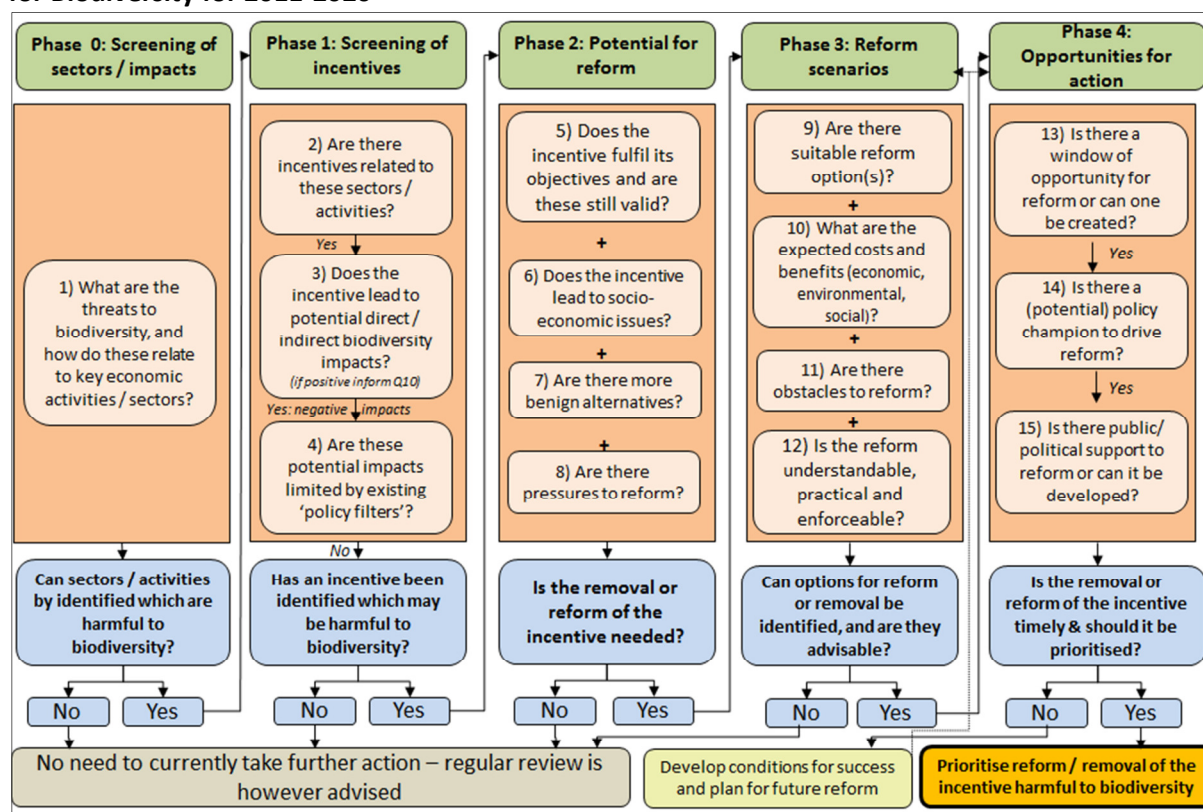 for Biodiversity for 2011-2020
Phase 0: Screening of
sectors / impacts
1) What are the
threats to
biodiversity, and
how do these relate
to key economic
activities / sectors?
Can sectors / activities
by identified which are
harmful to
biodiversity?
No
Yes
Phase 1: Screening of
incentives
2) Are there
incentives related to
these sectors /
activities?
Yes
3) Does the
incentive lead to
potential direct /
indirect biodiversity
impacts?
(if positive inform Q10)
Yes: negative impacts
4) Are these
potential impacts
limited by existing
‘policy filters’?
No
Has an incentive been
identified which may
be harmful to
biodiversity?
No
Yes
Phase 2: Potential for
reform
5) Does the
incentive fulfil its
objectives and are
these still valid?
+
6) Does the incentive
lead to socio-
economic issues?
+
7) Are there more
benign alternatives?
+
8) Are there
pressures to reform?
Is the removal or
reform of the
incentive needed?
No
Yes
Phase 3: Reform
scenarios
9) Are there
suitable reform
option(s)?
+
10) What are the
expected costs and
benefits (economic,
environmental,
social)?
+
11) Are there
obstacles to reform?
+
12) Is the reform
understandable,
practical and
enforceable?
Can options for reform
or removal be
identified, and are they
advisable?
No
Yes
Phase 4:
Opportunities for
action
13) Is there a
window of
opportunity for
reform or can one
be created?
Yes
14) Is there a
(potential) policy
champion to drive
reform?
Yes
15) Is there public/
political support to
reform or can it be
developed?
Is the removal or
reform of the incentive
timely & should it be
prioritised?
No
Yes
No need to currently take further action – regular review is
however advised
Develop conditions for success
and plan for future reform
Prioritise reform / removal of the
incentive harmful to biodiversity